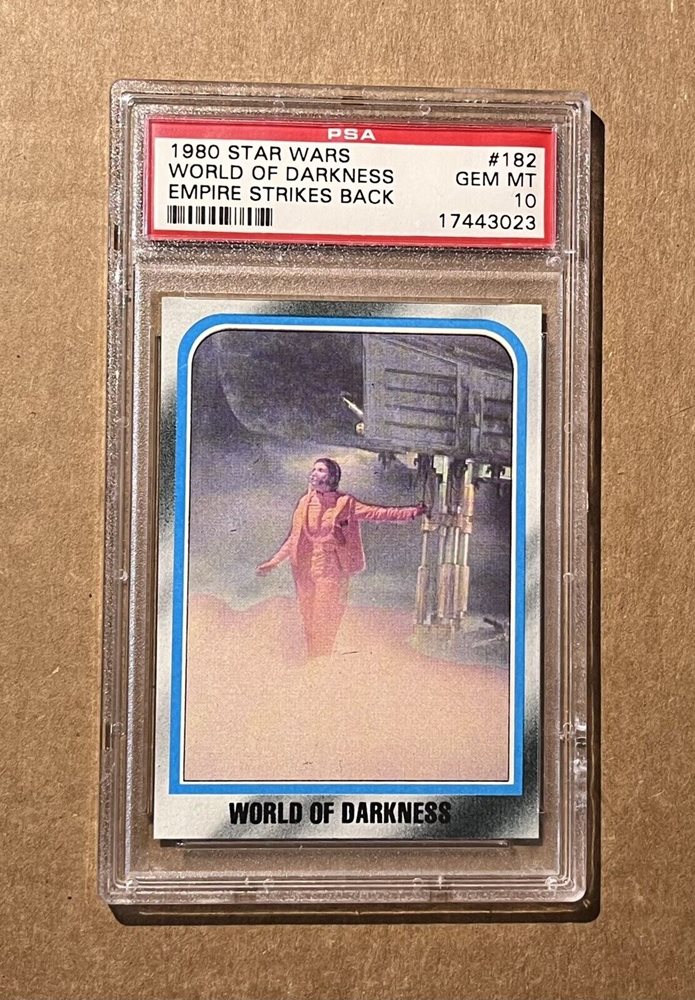 PSA
1980 STAR WARS #182
WORLD OF DARKNESS GEM MT
EMPIRE STRIKES BACK 10
17443023
WORLD OF DARKNESS